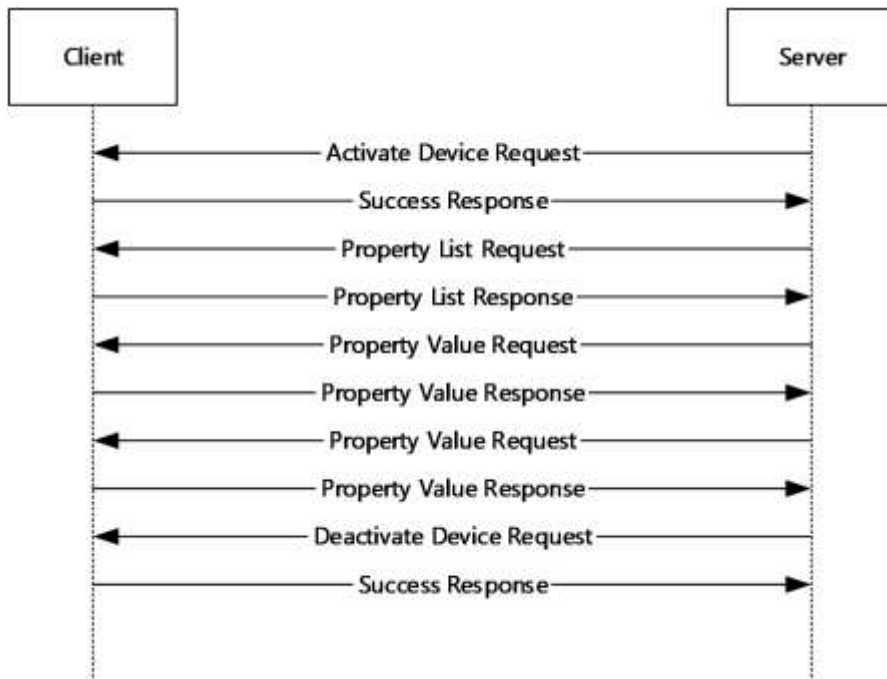 Client
Server
Activate Device Request
Success Response
Property List Request
Property List Response
Property Value Request
Property Value Response
Property Value Request
Property Value Response
Deactivate Device Request
Success Response